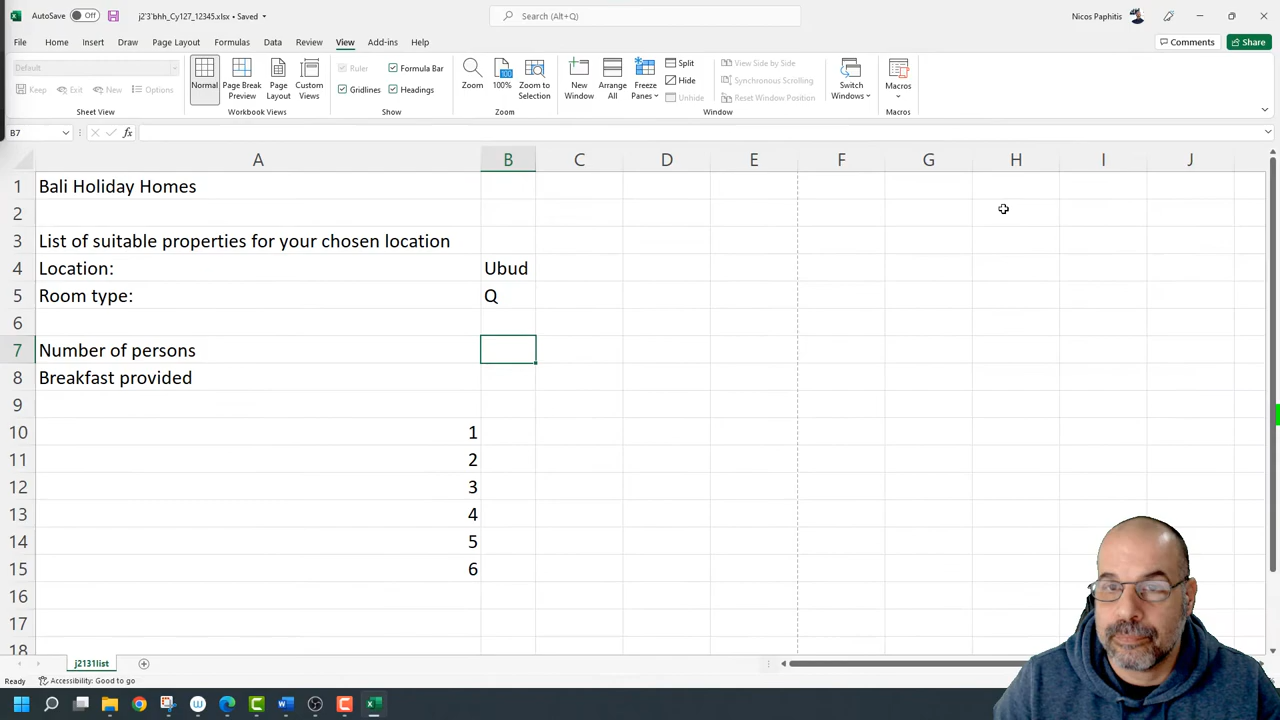 AutoSave Off j2'3'bhh_Cy127_12345.xlsx • Saved Search (Alt+Q) Nicos Paphitis
File Home Insert Draw Page Layout Formulas Data Review View Add-ins Help Comments Share
Default
Keep Exit New Options
Sheet View
Normal Page Break Preview Page Layout Custom Views
Workbook Views
Ruler Formula Bar
Gridlines Headings
Show
Zoom 100% Zoom to Selection
Zoom
New Window Arrange All Freeze Panes
Split
Hide
Unhide
View Side by Side
Synchronous Scrolling
Reset Window Position
Switch Windows
Window
Macros
Macros
B7 fx
A B C D E F G H I J
1 Bali Holiday Homes
2
3 List of suitable properties for your chosen location
4 Location: Ubud
5 Room type: Q
6
7 Number of persons
8 Breakfast provided
9
10 1
11 2
12 3
13 4
14 5
15 6
16
17
18
j2131list
Ready Accessibility: Good to go